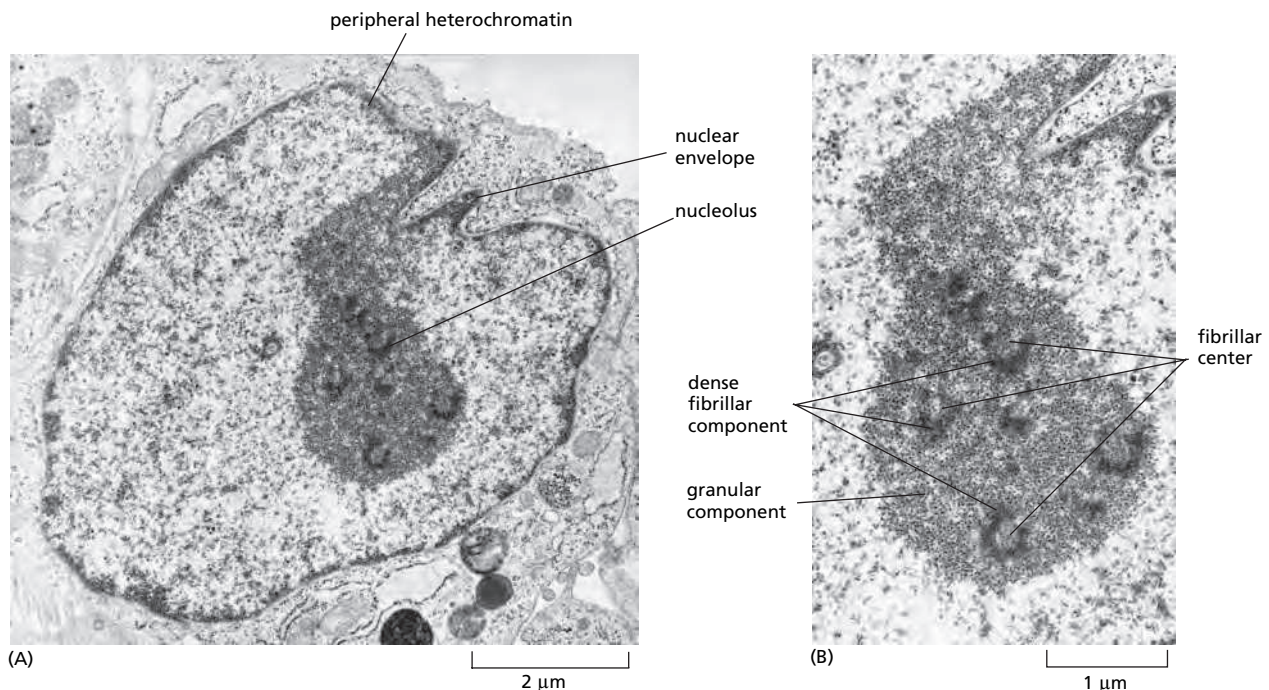 peripheral heterochromatin
nuclear
envelope
nucleolus
(A)
2 µm
dense
fibrillar
component
granular
component
fibrillar
center
(B)
1 µm